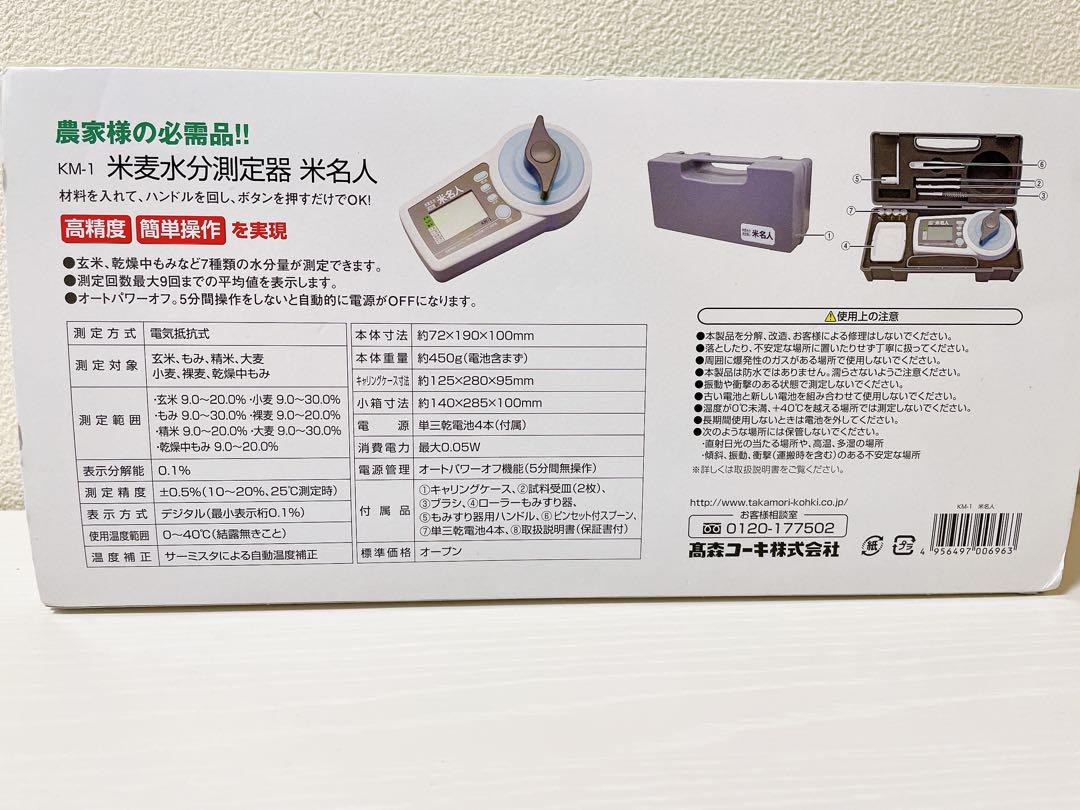 農家様の必需品!!
KM-1 米麦水分測定器 米名人
材料を入れて、ハンドルを回し、ボタンを押すだけでOK!
高精度 簡単操作 を実現
●玄米、乾燥中もみなど7種類の水分量が測定できます。
●測定回数最大9回までの平均値を表示します。
●オートパワーオフ。5分間操作をしないと自動的に電源がOFFになります。
測定方式 電気抵抗式
測定対象 玄米、もみ、精米、大麦
小麦、裸麦、乾燥中もみ
測定範囲 ・玄米 9.0~20.0% ・小麦 9.0~30.0%
・もみ 9.0~30.0% ・裸麦 9.0~20.0%
・精米 9.0~20.0% ・大麦 9.0~30.0%
・乾燥中もみ 9.0~20.0%
表示分解能 0.1%
測定精度 ±0.5%(10~20%、25℃測定時)
表示方式 デジタル(最小表示桁0.1%)
使用温度範囲 0~40℃(結露無きこと)
温度補正 サーミスタによる自動温度補正
本体寸法 約72×190×100mm
本体重量 約450g(電池含まず)
キャリングケース寸法 約125×280×95mm
小箱寸法 約140×285×100mm
電源 単三乾電池4本(付属)
消費電力 最大0.05W
電源管理 オートパワーオフ機能(5分間無操作)
付属品 ①キャリングケース、②試料受皿(2枚)、
③ブラシ、④ローラーもみすり器、
⑤もみすり器用ハンドル、⑥ピンセット付スプーン、
⑦単三乾電池4本、⑧取扱説明書(保証書付)
標準価格 オープン
米名人
米名人
①
⑤
⑦
④
⑥
②
③
米名人
⚠使用上の注意
●本製品を分解、改造、お客様による修理はしないでください。
●落としたり、不安定な場所に置いたりせず丁寧に扱ってください。
●周囲に爆発性のガスがある場所で使用しないでください。
●本製品は防水ではありません。濡らさないようご注意ください。
●振動や衝撃のある状態で測定しないでください。
●古い電池と新しい電池を組み合わせて使用しないでください。
●温度が0℃未満、+40℃を越える場所では測定しないでください。
●長期間使用しないときは電池を外してください。
●次のような場所には保管しないでください。
・直射日光の当たる場所や、高温、多湿の場所
・傾斜、振動、衝撃(運搬時を含む)のある不安定な場所
※詳しくは取扱説明書をご覧ください。
http://www.takamori-kohki.co.jp/
お客様相談室
0120-177502
髙森コーキ株式会社
紙
プラ
KM-1 米名人
4 956497 006963